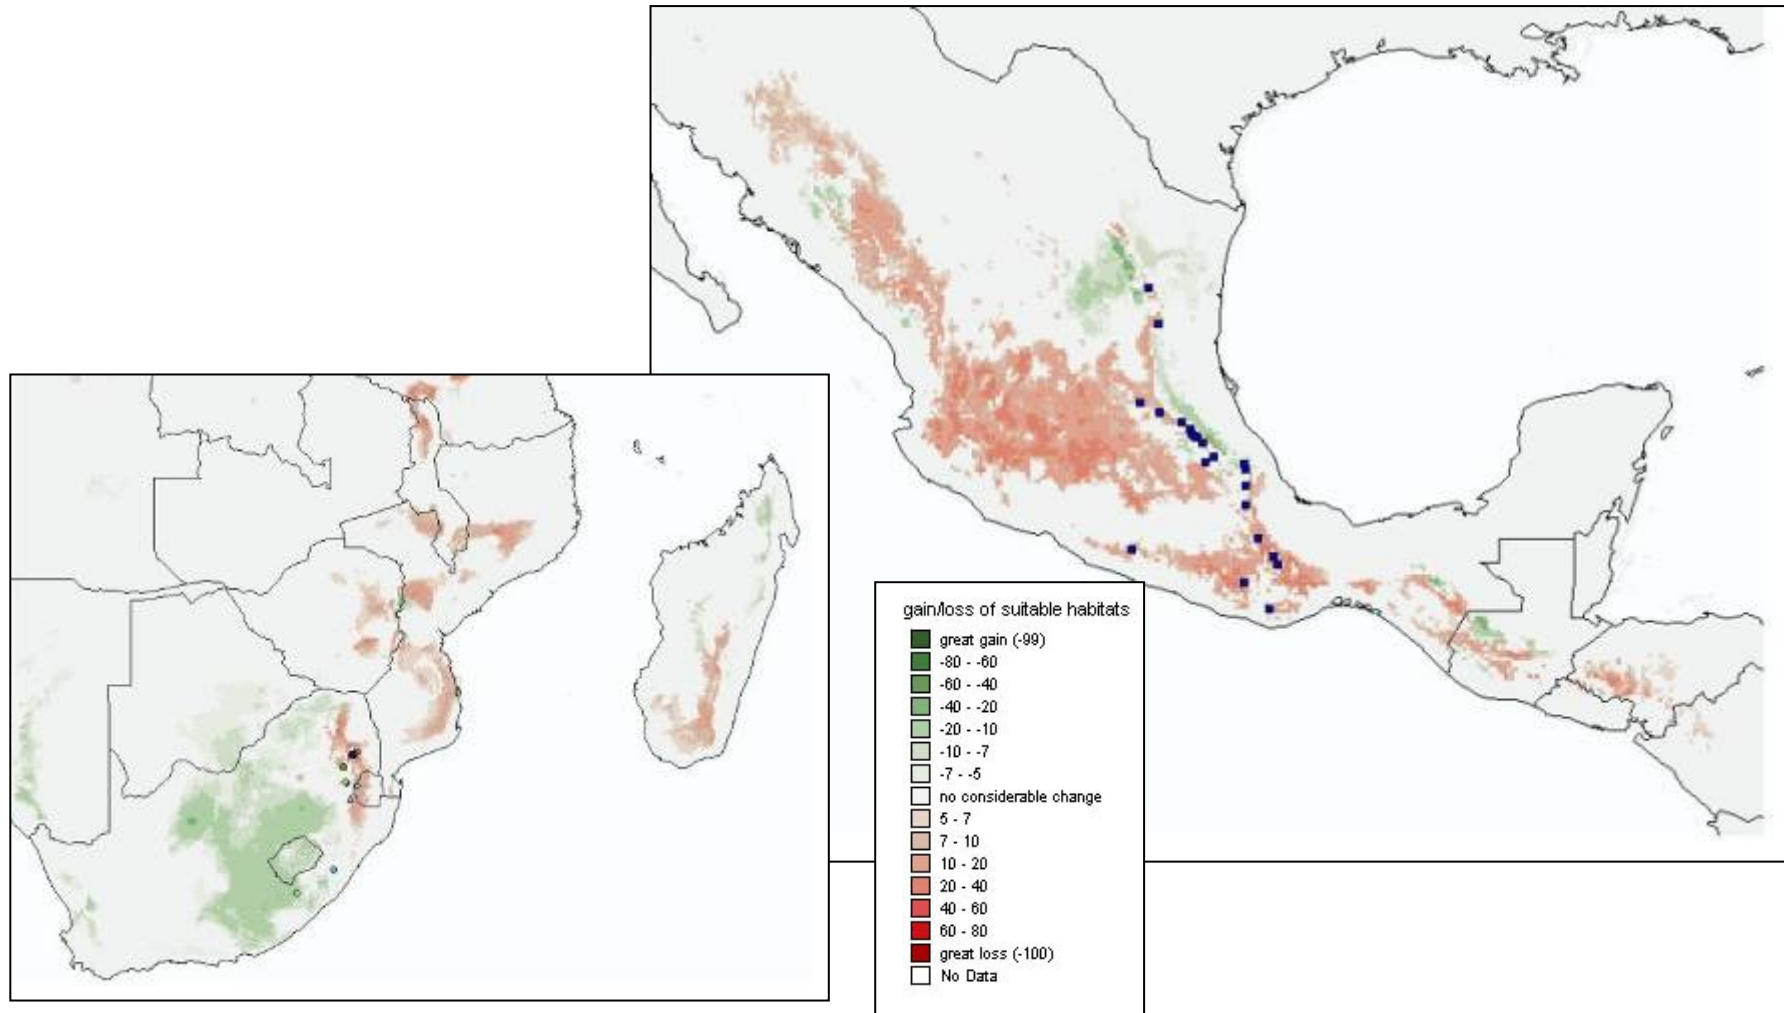 gain/loss of suitable habitats
great gain (-99)
-80 - -60
-60 - -40
-40 - -20
-20 - -10
-10 - -7
-7 - -5
no considerable change
5 - 7
7 - 10
10 - 20
20 - 40
40 - 60
60 - 80
great loss (-100)
No Data